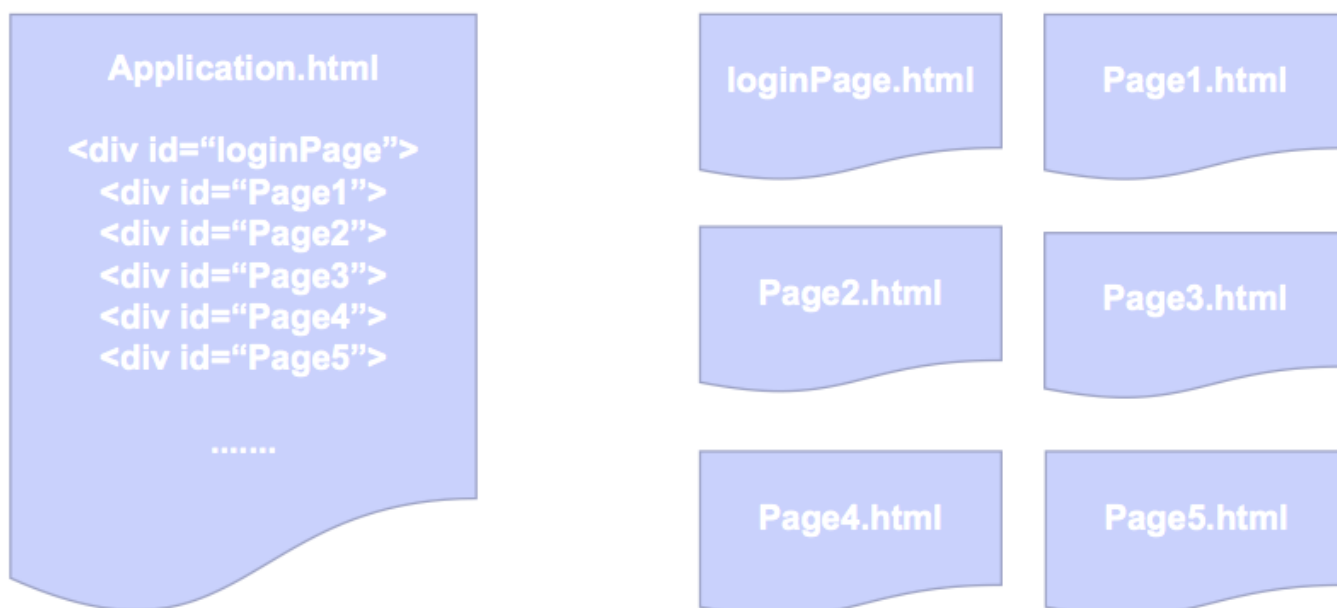 Application.html
<div id=“loginPage”>
<div id=“Page1”>
<div id=“Page2”>
<div id=“Page3”>
<div id=“Page4”>
<div id=“Page5”>
.......
loginPage.html
Page1.html
Page2.html
Page3.html
Page4.html
Page5.html